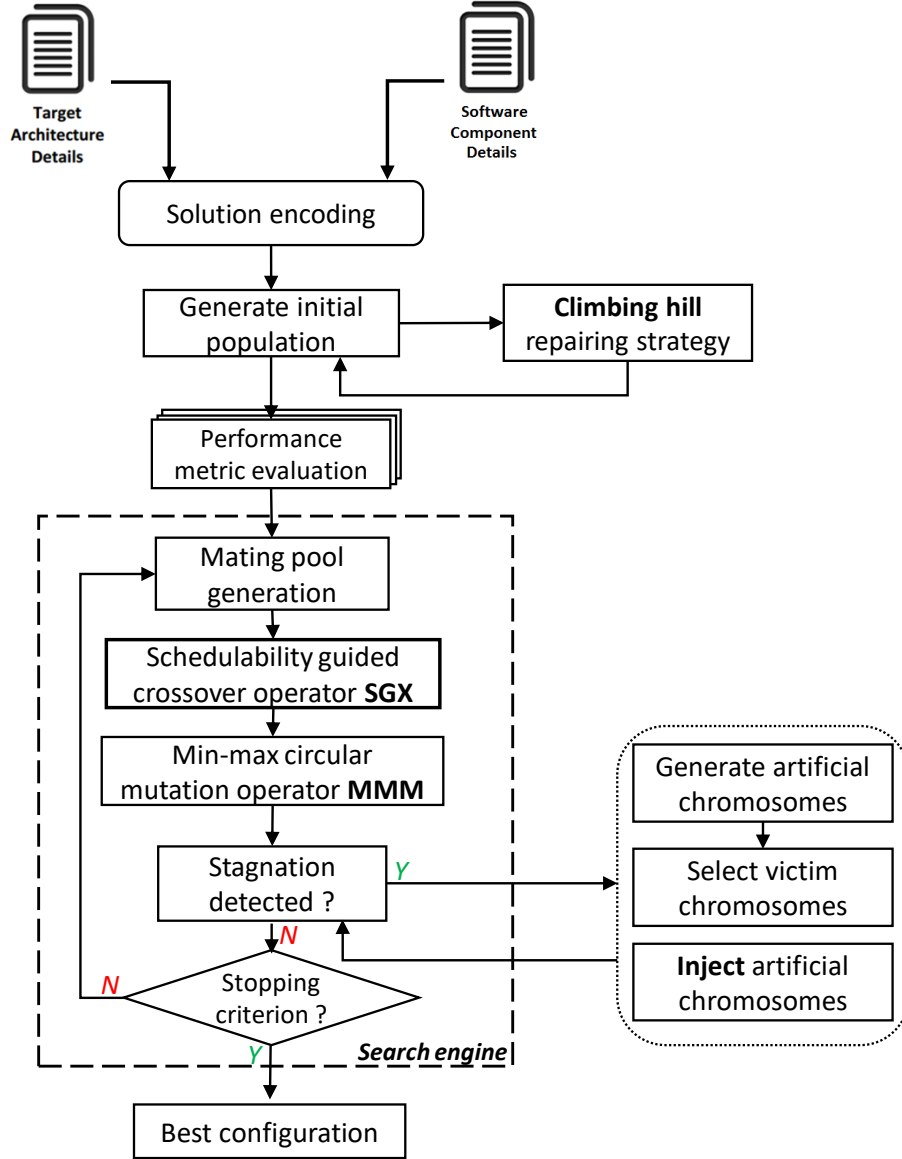 Target
Architecture
Details
Software
Component
Details
Solution encoding
Generate initial
population
Climbing hill
repairing strategy
Performance
metric evaluation
Mating pool
generation
Schedulability guided
crossover operator SGX
Min-max circular
mutation operator MMM
Generate artificial
chromosomes
Stagnation
detected ?
Y
Select victim
chromosomes
N
Inject artificial
chromosomes
Stopping
criterion ?
N
Y
Search engine
Best configuration